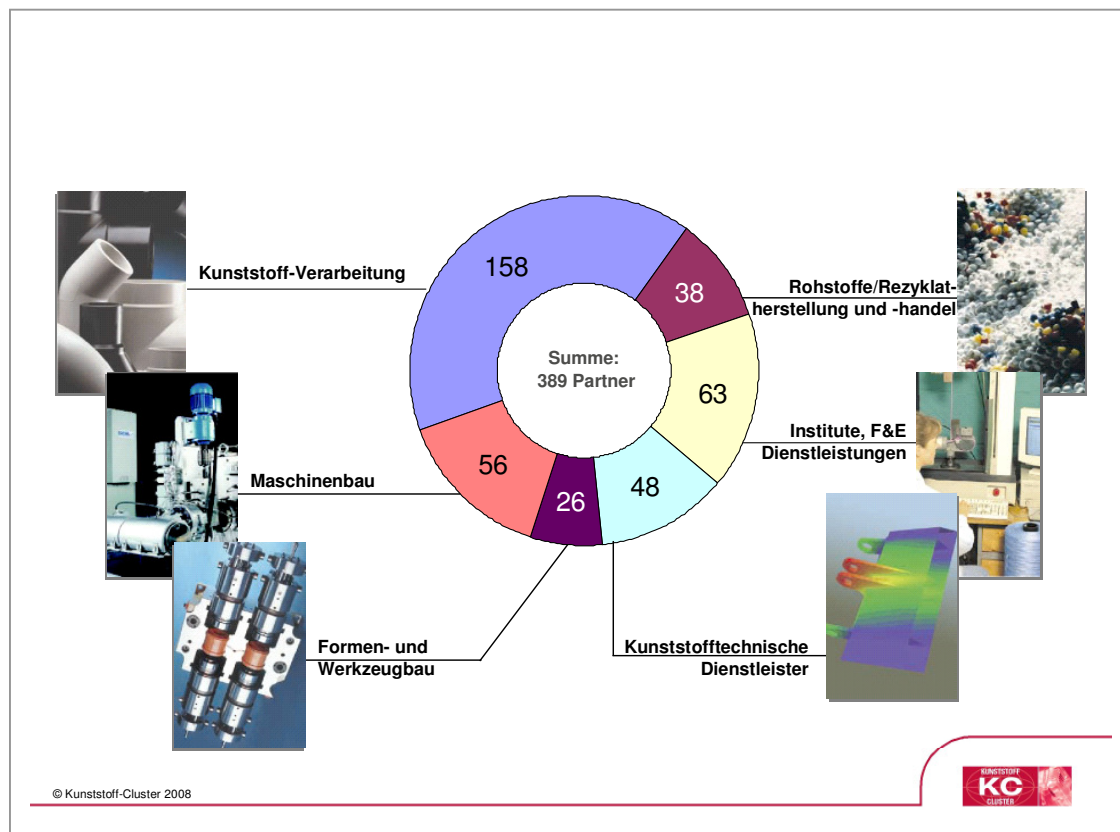 158
38
63
48
26
56
Summe:
389 Partner
Kunststoff-Verarbeitung
Maschinenbau
Formen- und
Werkzeugbau
Rohstoffe/Rezyklat-
herstellung und -handel
Institute, F&E
Dienstleistungen
Kunststofftechnische
Dienstleister
© Kunststoff-Cluster 2008
KUNSTSTOFF
KC
CLUSTER